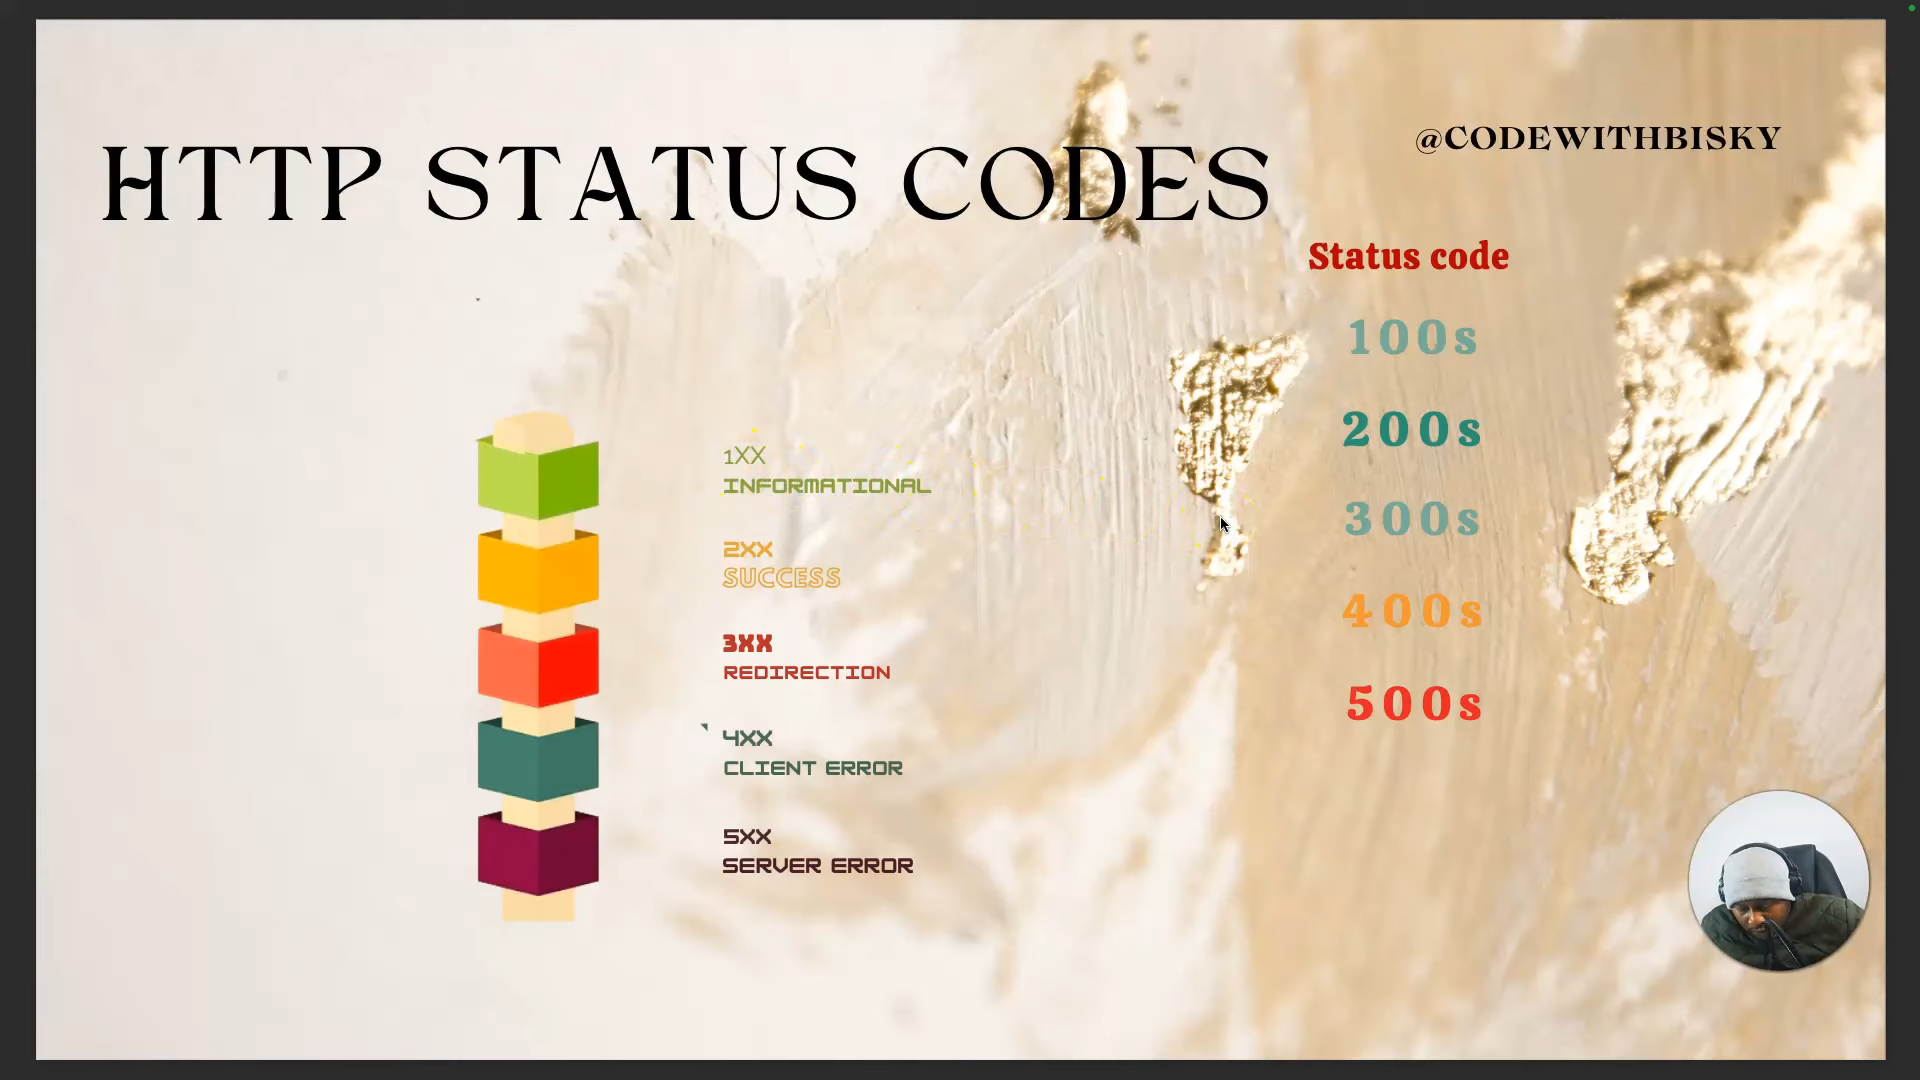 HTTP STATUS CODES
@CODEWITHBISKY
Status code
100s
200s
300s
400s
500s
1XX
INFORMATIONAL
2XX
SUCCESS
3XX
REDIRECTION
4XX
CLIENT ERROR
5XX
SERVER ERROR